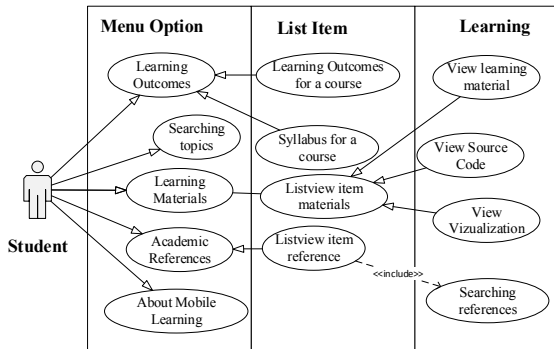 Menu Option
List Item
Learning
Learning
Outcomes
Learning Outcomes
for a course
View learning
material
Searching
topics
Syllabus for a
course
View Source
Code
Learning
Materials
Listview item
materials
View
Vizualization
Student
Academic
References
Listview item
reference
<<include>>
About Mobile
Learning
Searching
references